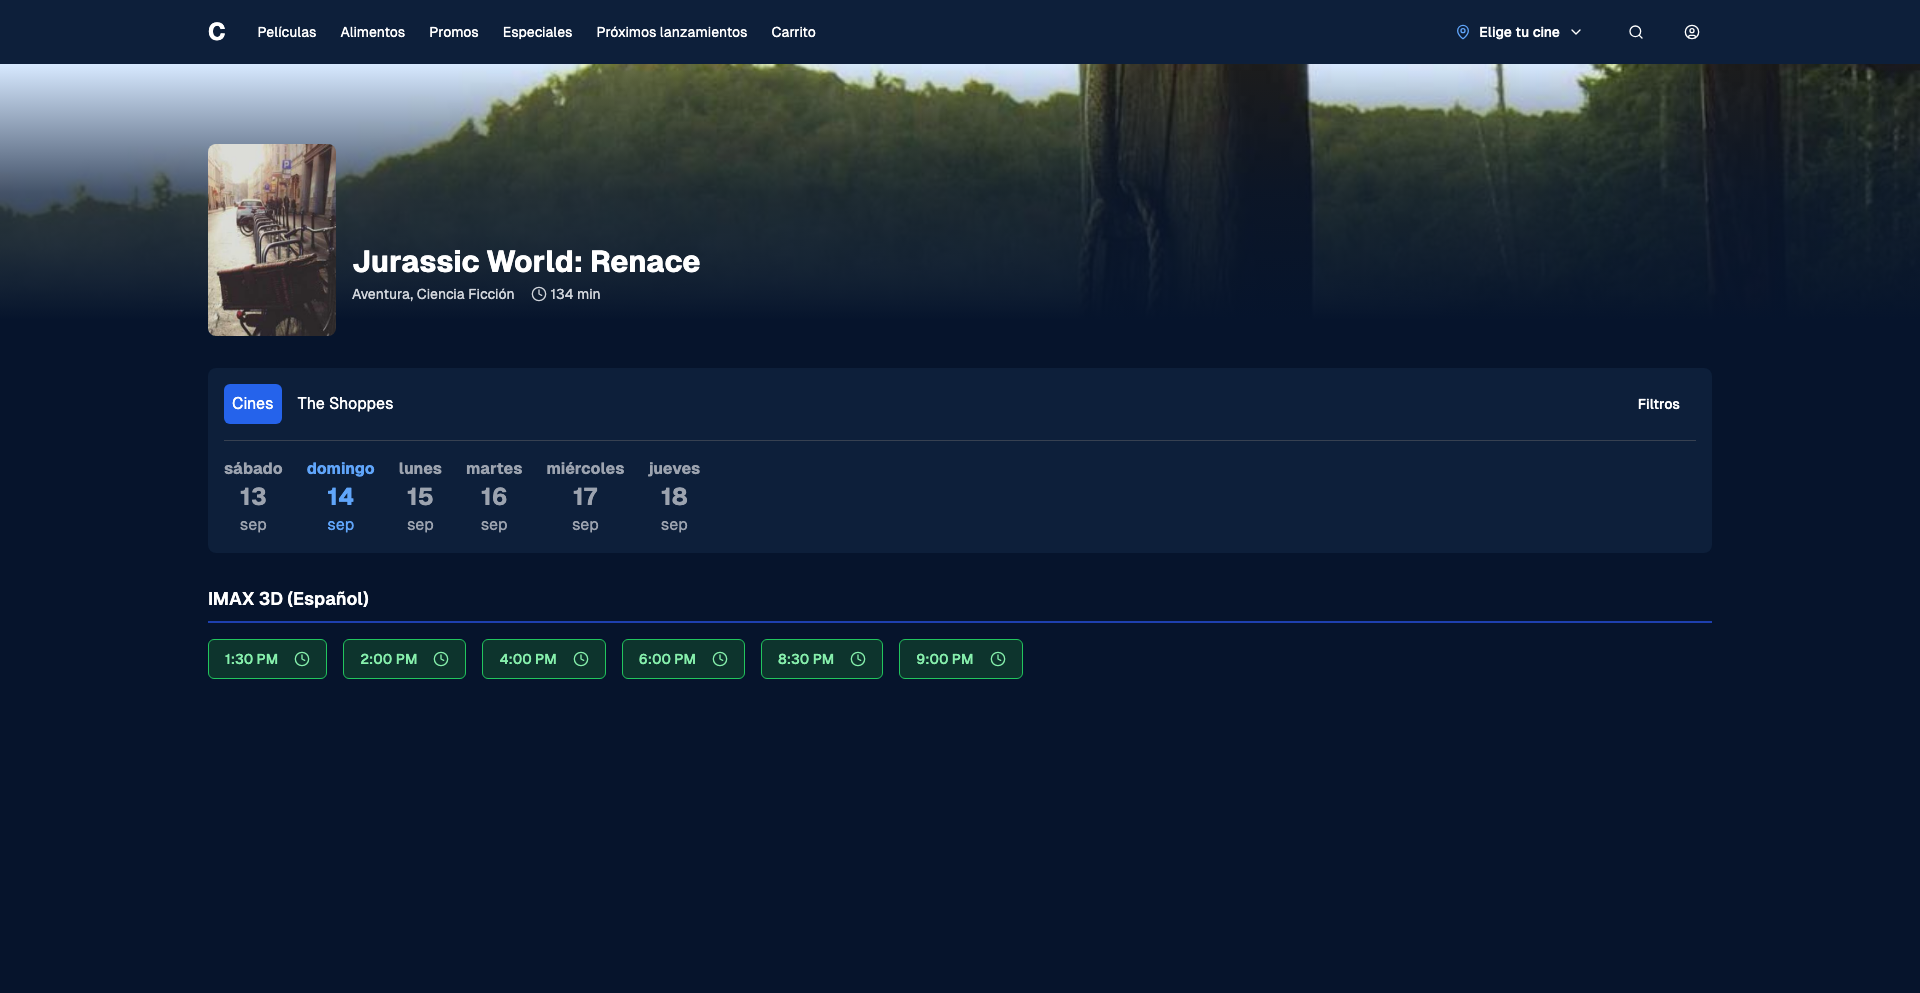 C Películas Alimentos Promos Especiales Próximos lanzamientos Carrito Elige tu cine
Jurassic World: Renace
Aventura, Ciencia Ficción 134 min
Cines The Shoppes Filtros
sábado domingo lunes martes miércoles jueves
13 14 15 16 17 18
sep sep sep sep sep sep
IMAX 3D (Español)
1:30 PM 2:00 PM 4:00 PM 6:00 PM 8:30 PM 9:00 PM